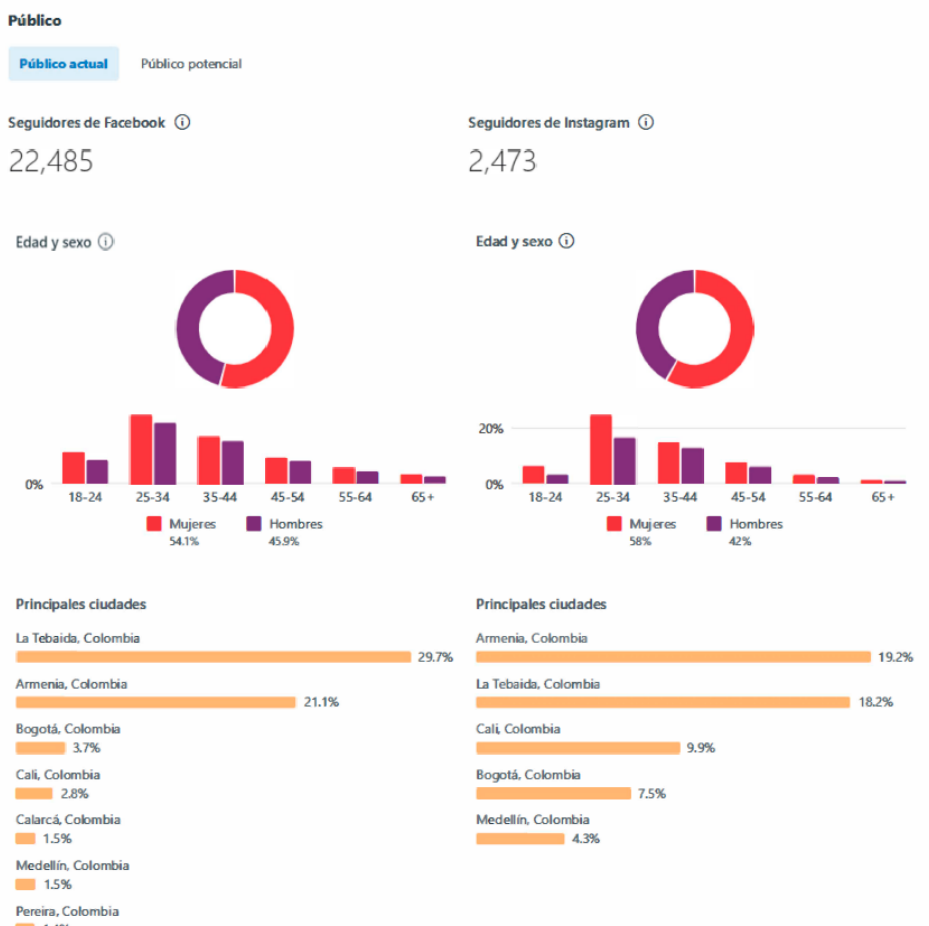 Público
Público actual Público potencial
Seguidores de Facebook
22,485
Edad y sexo
0%
18-24 25-34 35-44 45-54 55-64 65+
Mujeres Hombres
54.1% 45.9%
Principales ciudades
La Tebaida, Colombia
29.7%
Armenia, Colombia
21.1%
Bogotá, Colombia
3.7%
Cali, Colombia
2.8%
Calarcá, Colombia
1.5%
Medellín, Colombia
1.5%
Pereira, Colombia
Seguidores de Instagram
2,473
Edad y sexo
20%
0%
18-24 25-34 35-44 45-54 55-64 65+
Mujeres Hombres
58% 42%
Principales ciudades
Armenia, Colombia
19.2%
La Tebaida, Colombia
18.2%
Cali, Colombia
9.9%
Bogotá, Colombia
7.5%
Medellín, Colombia
4.3%